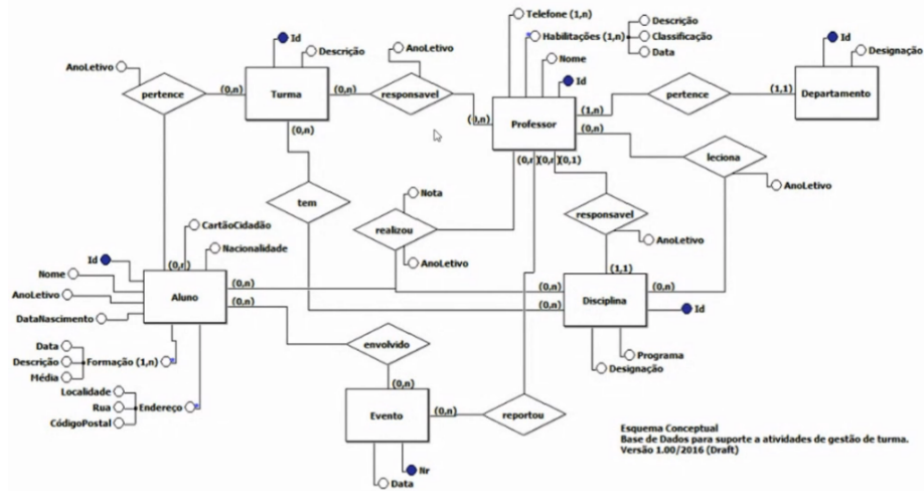 Telefone (1,n)
Descrição
Habilitações (1,n)
Classificação
Data
Id
Id
Descrição
AnoLetivo
Nome
Designação
AnoLetivo
Id
pertence
(0,n)
Turma
(0,n)
responsavel
(0,n)
Professor
(1,n)
pertence
(1,1)
Departamento
(0,n)
(0,n)
(0,n)
(0,n)
(0,1)
leciona
AnoLetivo
tem
Nota
realizou
responsavel
CartãoCidadão
AnoLetivo
Nacionalidade
AnoLetivo
Id
(0,n)
(1,1)
Nome
Aluno
(0,n)
(0,n)
Disciplina
(0,n)
AnoLetivo
(0,n)
(0,n)
Id
DataNascimento
envolvido
Data
Descrição
Formação (1,n)
Média
Programa
Designação
Localidade
Rua
Endereço
CódigoPostal
(0,n)
Evento
(0,n)
reportou
Nr
Data
Esquema Conceptual
Base de Dados para suporte a atividades de gestão de turma.
Versão 1.00/2016 (Draft)